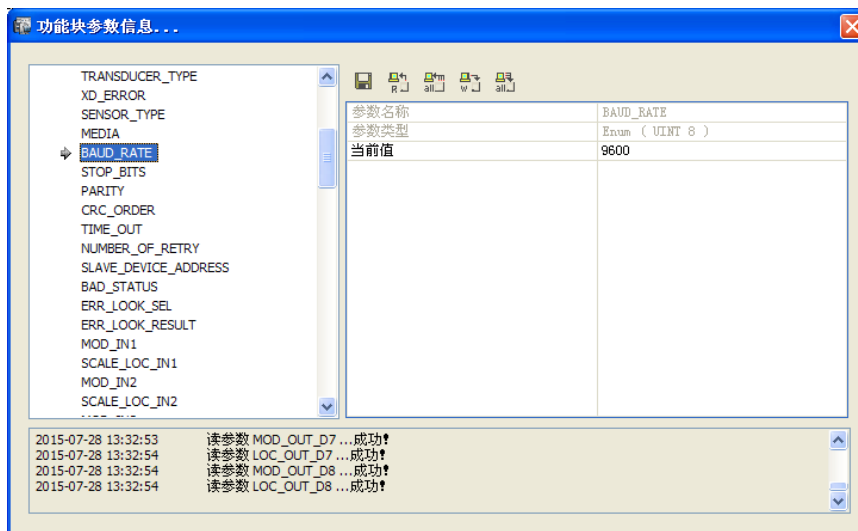 功能块参数信息...
TRANSDUCER_TYPE
XD_ERROR
SENSOR_TYPE
MEDIA
BAUD_RATE
STOP_BITS
PARITY
CRC_ORDER
TIME_OUT
NUMBER_OF_RETRY
SLAVE_DEVICE_ADDRESS
BAD_STATUS
ERR_LOOK_SEL
ERR_LOOK_RESULT
MOD_IN1
SCALE_LOC_IN1
MOD_IN2
SCALE_LOC_IN2
R all w all
参数名称 BAUD_RATE
参数类型 Enum ( UINT 8 )
当前值 9600
2015-07-28 13:32:53 读参数 MOD_OUT_D7 ...成功!
2015-07-28 13:32:54 读参数 LOC_OUT_D7 ...成功!
2015-07-28 13:32:54 读参数 MOD_OUT_D8 ...成功!
2015-07-28 13:32:54 读参数 LOC_OUT_D8 ...成功!